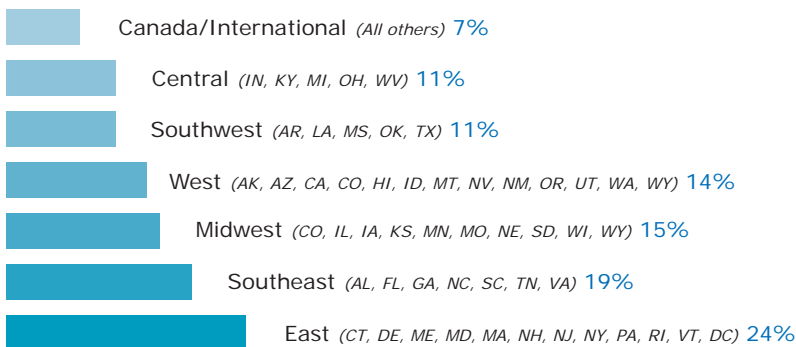 Canada/International (All others) 7%
Central (IN, KY, MI, OH, WV) 11%
Southwest (AR, LA, MS, OK, TX) 11%
West (AK, AZ, CA, CO, HI, ID, MT, NV, NM, OR, UT, WA, WY) 14%
Midwest (CO, IL, IA, KS, MN, MO, NE, SD, WI, WY) 15%
Southeast (AL, FL, GA, NC, SC, TN, VA) 19%
East (CT, DE, ME, MD, MA, NH, NJ, NY, PA, RI, VT, DC) 24%